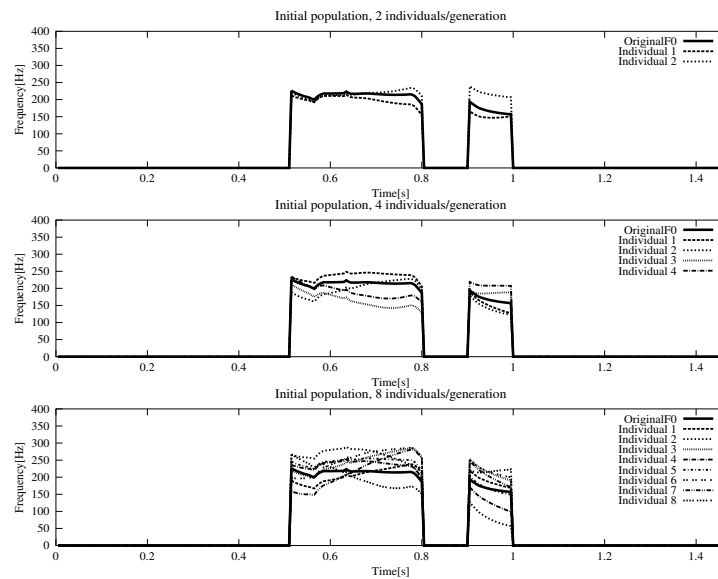 Initial population, 2 individuals/generation
400
350
300
250
200
150
100
50
0
Frequency[Hz]
OriginalF0
Individual 1
Individual 2
0 0.2 0.4 0.6 0.8 1 1.2 1.4
Time[s]
Initial population, 4 individuals/generation
400
350
300
250
200
150
100
50
0
Frequency[Hz]
OriginalF0
Individual 1
Individual 2
Individual 3
Individual 4
0 0.2 0.4 0.6 0.8 1 1.2 1.4
Time[s]
Initial population, 8 individuals/generation
400
350
300
250
200
150
100
50
0
Frequency[Hz]
OriginalF0
Individual 1
Individual 2
Individual 3
Individual 4
Individual 5
Individual 6
Individual 7
Individual 8
0 0.2 0.4 0.6 0.8 1 1.2 1.4
Time[s]